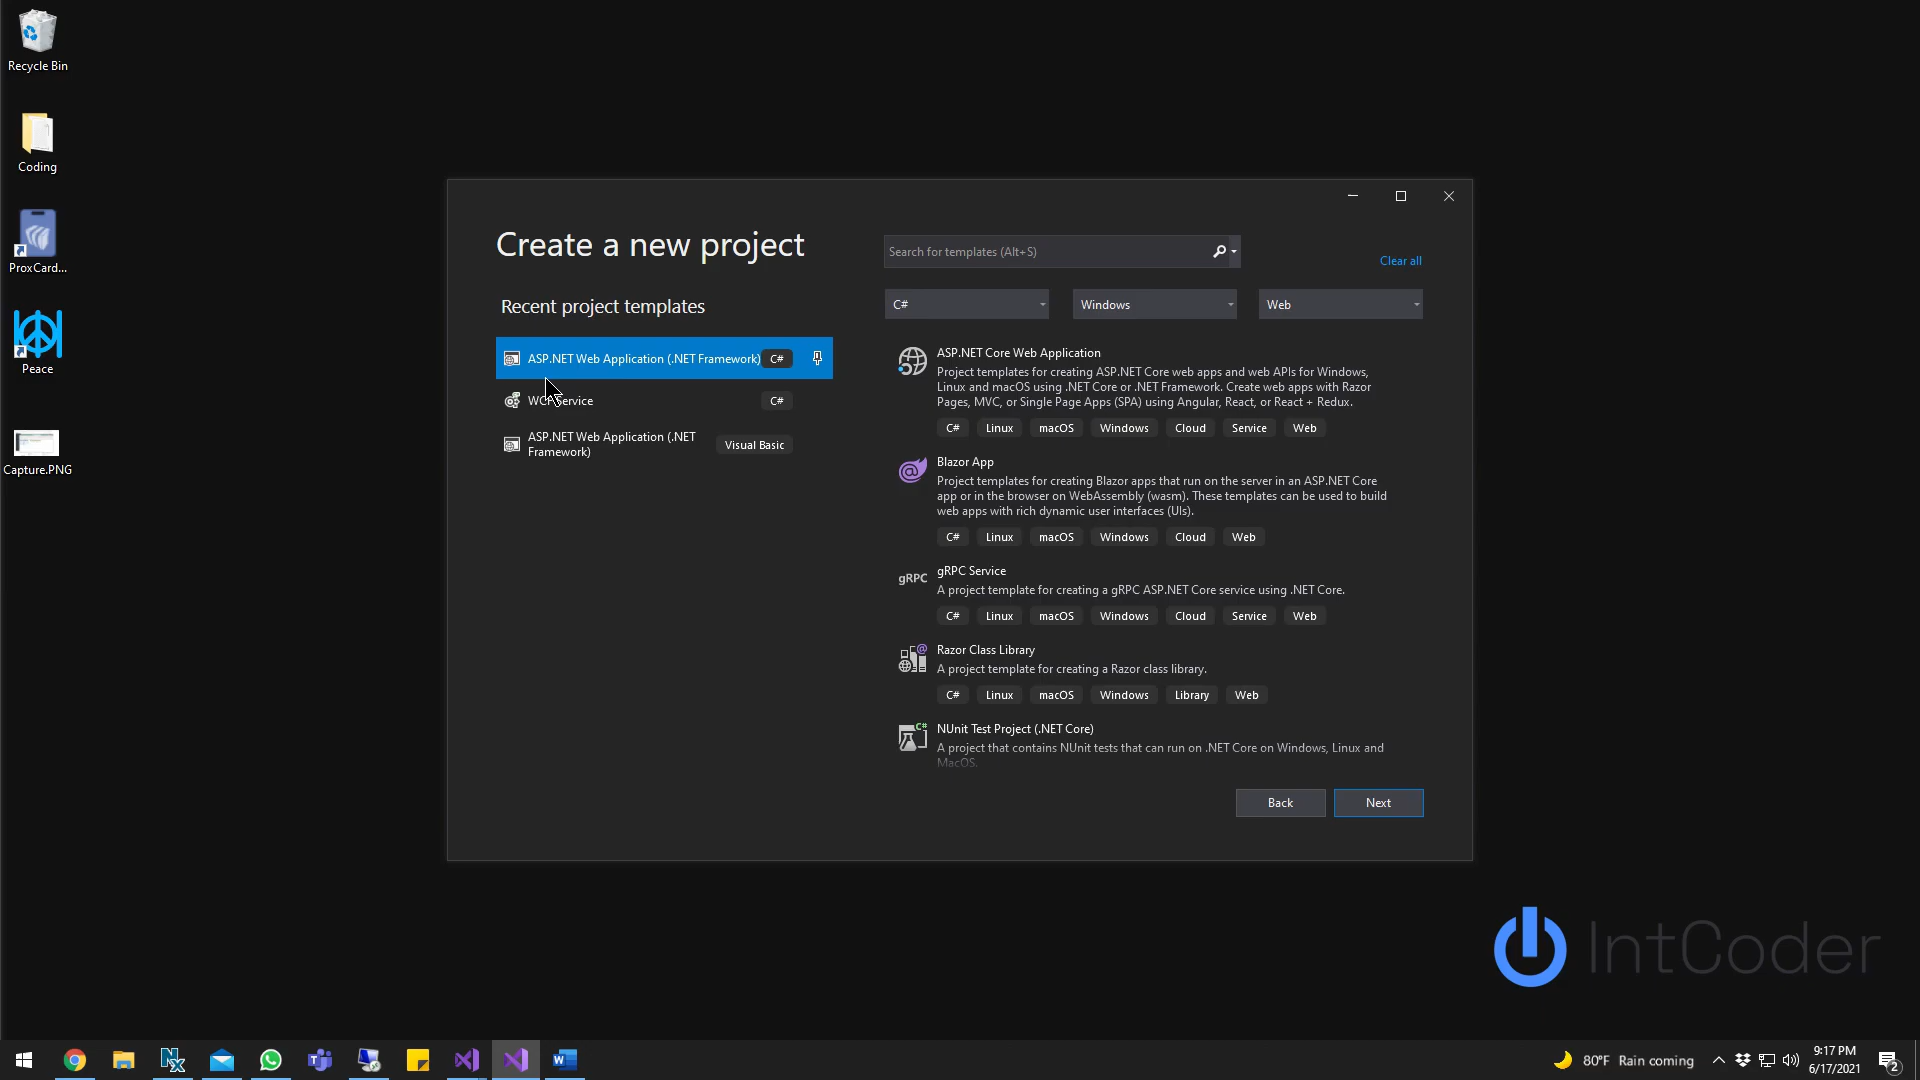 Recycle Bin
Coding
ProxCard...
Peace
Capture.PNG
Create a new project
Search for templates (Alt+S)
Clear all
Recent project templates
C#
Windows
Web
ASP.NET Web Application (.NET Framework)
C#
WCF Service
C#
ASP.NET Web Application (.NET
Framework)
Visual Basic
ASP.NET Core Web Application
Project templates for creating ASP.NET Core web apps and web APIs for Windows,
Linux and macOS using .NET Core or .NET Framework. Create web apps with Razor
Pages, MVC, or Single Page Apps (SPA) using Angular, React, or React + Redux.
C# Linux macOS Windows Cloud Service Web
Blazor App
Project templates for creating Blazor apps that run on the server in an ASP.NET Core
app or in the browser on WebAssembly (wasm). These templates can be used to build
web apps with rich dynamic user interfaces (UIs).
C# Linux macOS Windows Cloud Web
gRPC
gRPC Service
A project template for creating a gRPC ASP.NET Core service using .NET Core.
C# Linux macOS Windows Cloud Service Web
Razor Class Library
A project template for creating a Razor class library.
C# Linux macOS Windows Library Web
NUnit Test Project (.NET Core)
A project that contains NUnit tests that can run on .NET Core on Windows, Linux and
MacOS.
Back
Next
IntCoder
80°F Rain coming
9:17 PM
6/17/2021
2